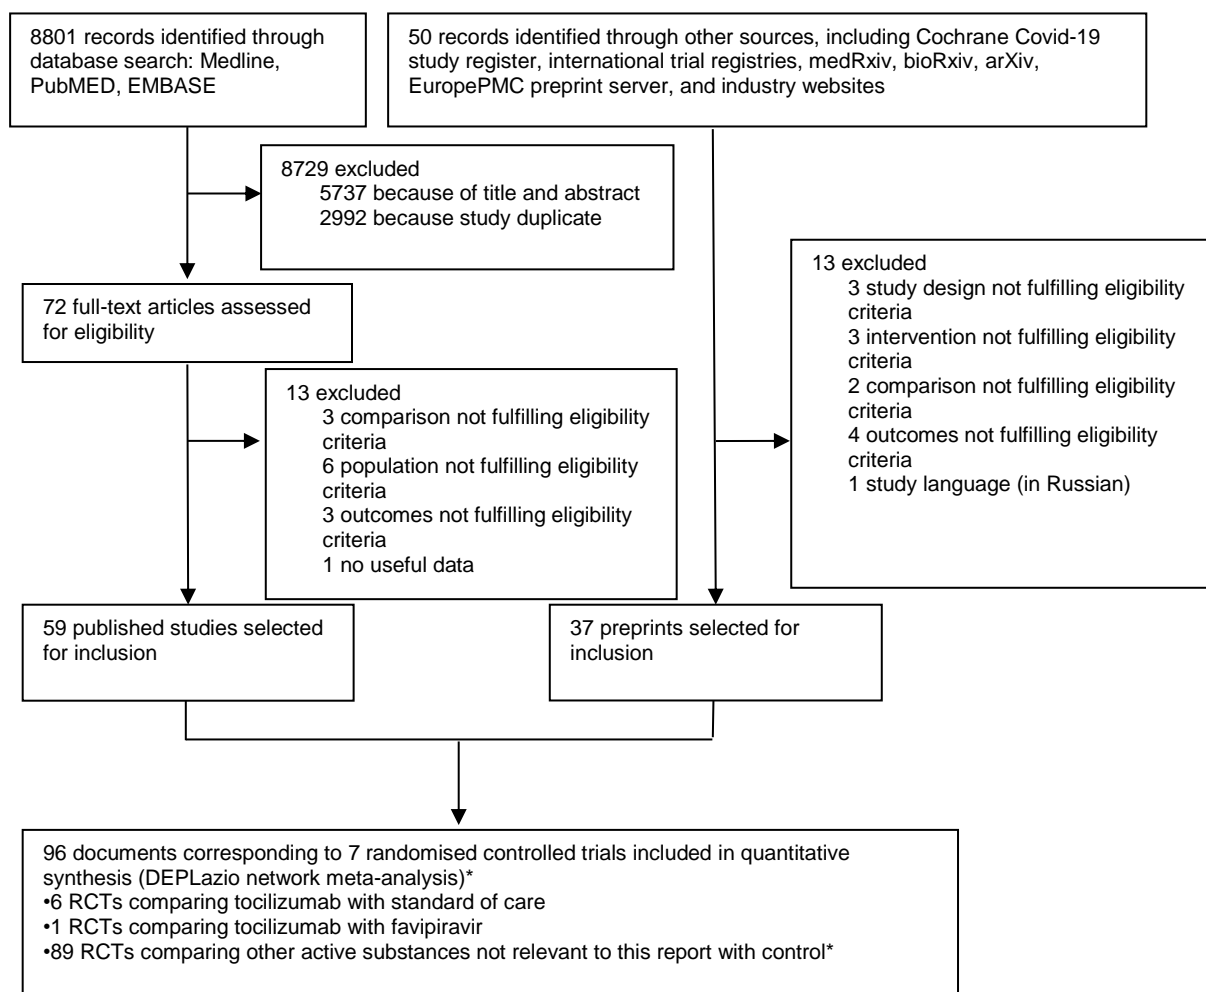 8801 records identified through
database search: Medline,
PubMED, EMBASE
50 records identified through other sources, including Cochrane Covid-19
study register, international trial registries, medRxiv, bioRxiv, arXiv,
EuropePMC preprint server, and industry websites
8729 excluded
5737 because of title and abstract
2992 because study duplicate
72 full-text articles assessed
for eligibility
13 excluded
3 study design not fulfilling eligibility
criteria
3 intervention not fulfilling eligibility
criteria
2 comparison not fulfilling eligibility
criteria
4 outcomes not fulfilling eligibility
criteria
1 study language (in Russian)
13 excluded
3 comparison not fulfilling eligibility
criteria
6 population not fulfilling eligibility
criteria
3 outcomes not fulfilling eligibility
criteria
1 no useful data
59 published studies selected
for inclusion
37 preprints selected for
inclusion
96 documents corresponding to 7 randomised controlled trials included in quantitative
synthesis (DEPLazio network meta-analysis)*
•6 RCTs comparing tocilizumab with standard of care
•1 RCTs comparing tocilizumab with favipiravir
•89 RCTs comparing other active substances not relevant to this report with control*